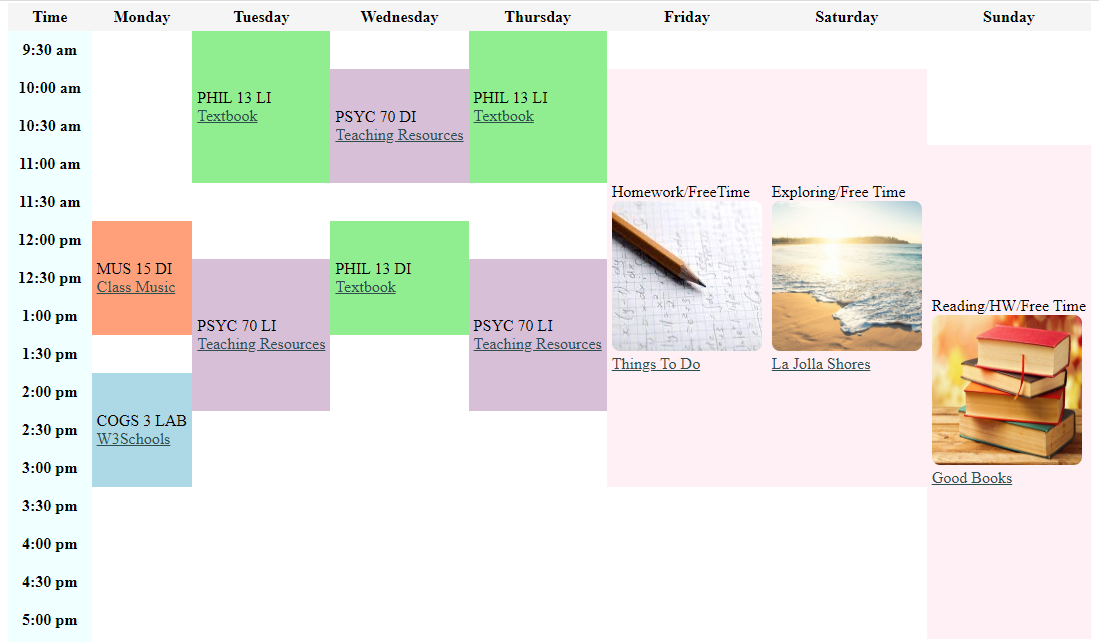 Time Monday Tuesday Wednesday Thursday Friday Saturday Sunday
9:30 am
10:00 am
PHIL 13 LI
PHIL 13 LI
Textbook
PSYC 70 DI
Textbook
10:30 am
Teaching Resources
11:00 am
Homework/FreeTime
Exploring/Free Time
11:30 am
12:00 pm
MUS 15 DI
PHIL 13 DI
12:30 pm
Class Music
Textbook
Reading/HW/Free Time
1:00 pm
PSYC 70 LI
PSYC 70 LI
Teaching Resources
Teaching Resources
1:30 pm
Things To Do
La Jolla Shores
2:00 pm
COGS 3 LAB
2:30 pm
W3Schools
3:00 pm
Good Books
3:30 pm
4:00 pm
4:30 pm
5:00 pm